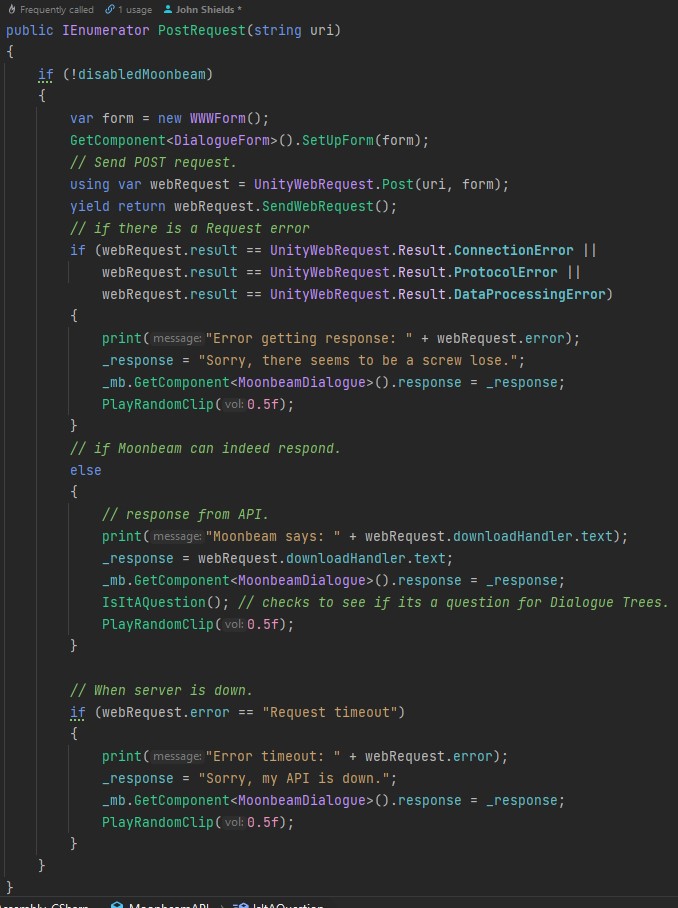 Frequently called 1 usage John Shields *
public IEnumerator PostRequest(string uri)
{
if (!disabledMoonbeam)
{
var form = new WWWForm();
GetComponent<DialogueForm>().SetUpForm(form);
// Send POST request.
using var webRequest = UnityWebRequest.Post(uri, form);
yield return webRequest.SendWebRequest();
// if there is a Request error
if (webRequest.result == UnityWebRequest.Result.ConnectionError ||
webRequest.result == UnityWebRequest.Result.ProtocolError ||
webRequest.result == UnityWebRequest.Result.DataProcessingError)
{
print( message: "Error getting response: " + webRequest.error);
_response = "Sorry, there seems to be a screw lose.";
_mb.GetComponent<MoonbeamDialogue>().response = _response;
PlayRandomClip( vol: 0.5f);
}
// if Moonbeam can indeed respond.
else
{
// response from API.
print( message: "Moonbeam says: " + webRequest.downloadHandler.text);
_response = webRequest.downloadHandler.text;
_mb.GetComponent<MoonbeamDialogue>().response = _response;
IsItAQuestion(); // checks to see if its a question for Dialogue Trees.
PlayRandomClip( vol: 0.5f);
}
// When server is down.
if (webRequest.error == "Request timeout")
{
print( message: "Error timeout: " + webRequest.error);
_response = "Sorry, my API is down.";
_mb.GetComponent<MoonbeamDialogue>().response = _response;
PlayRandomClip( vol: 0.5f);
}
}
}
MoonbeamAPI IsItAQuestion